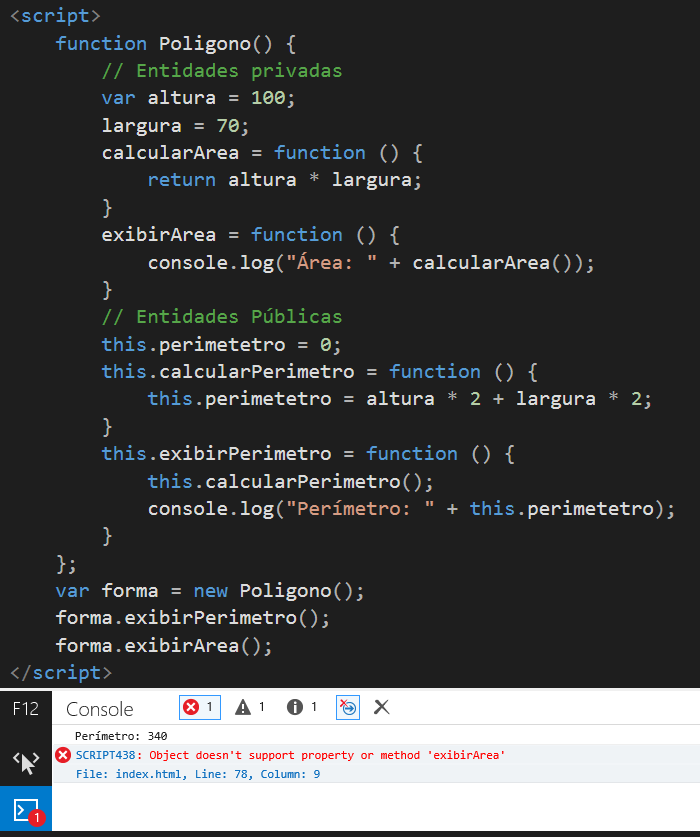 <script>
function Poligono() {
// Entidades privadas
var altura = 100;
largura = 70;
calcularArea = function () {
return altura * largura;
}
exibirArea = function () {
console.log("Área: " + calcularArea());
}
// Entidades Públicas
this.perimetetro = 0;
this.calcularPerimetro = function () {
this.perimetetro = altura * 2 + largura * 2;
}
this.exibirPerimetro = function () {
this.calcularPerimetro();
console.log("Perímetro: " + this.perimetetro);
}
};
var forma = new Poligono();
forma.exibirPerimetro();
forma.exibirArea();
</script>
F12 Console 1 1 1
Perímetro: 340
SCRIPT438: Object doesn't support property or method 'exibirArea'
File: index.html, Line: 78, Column: 9
1